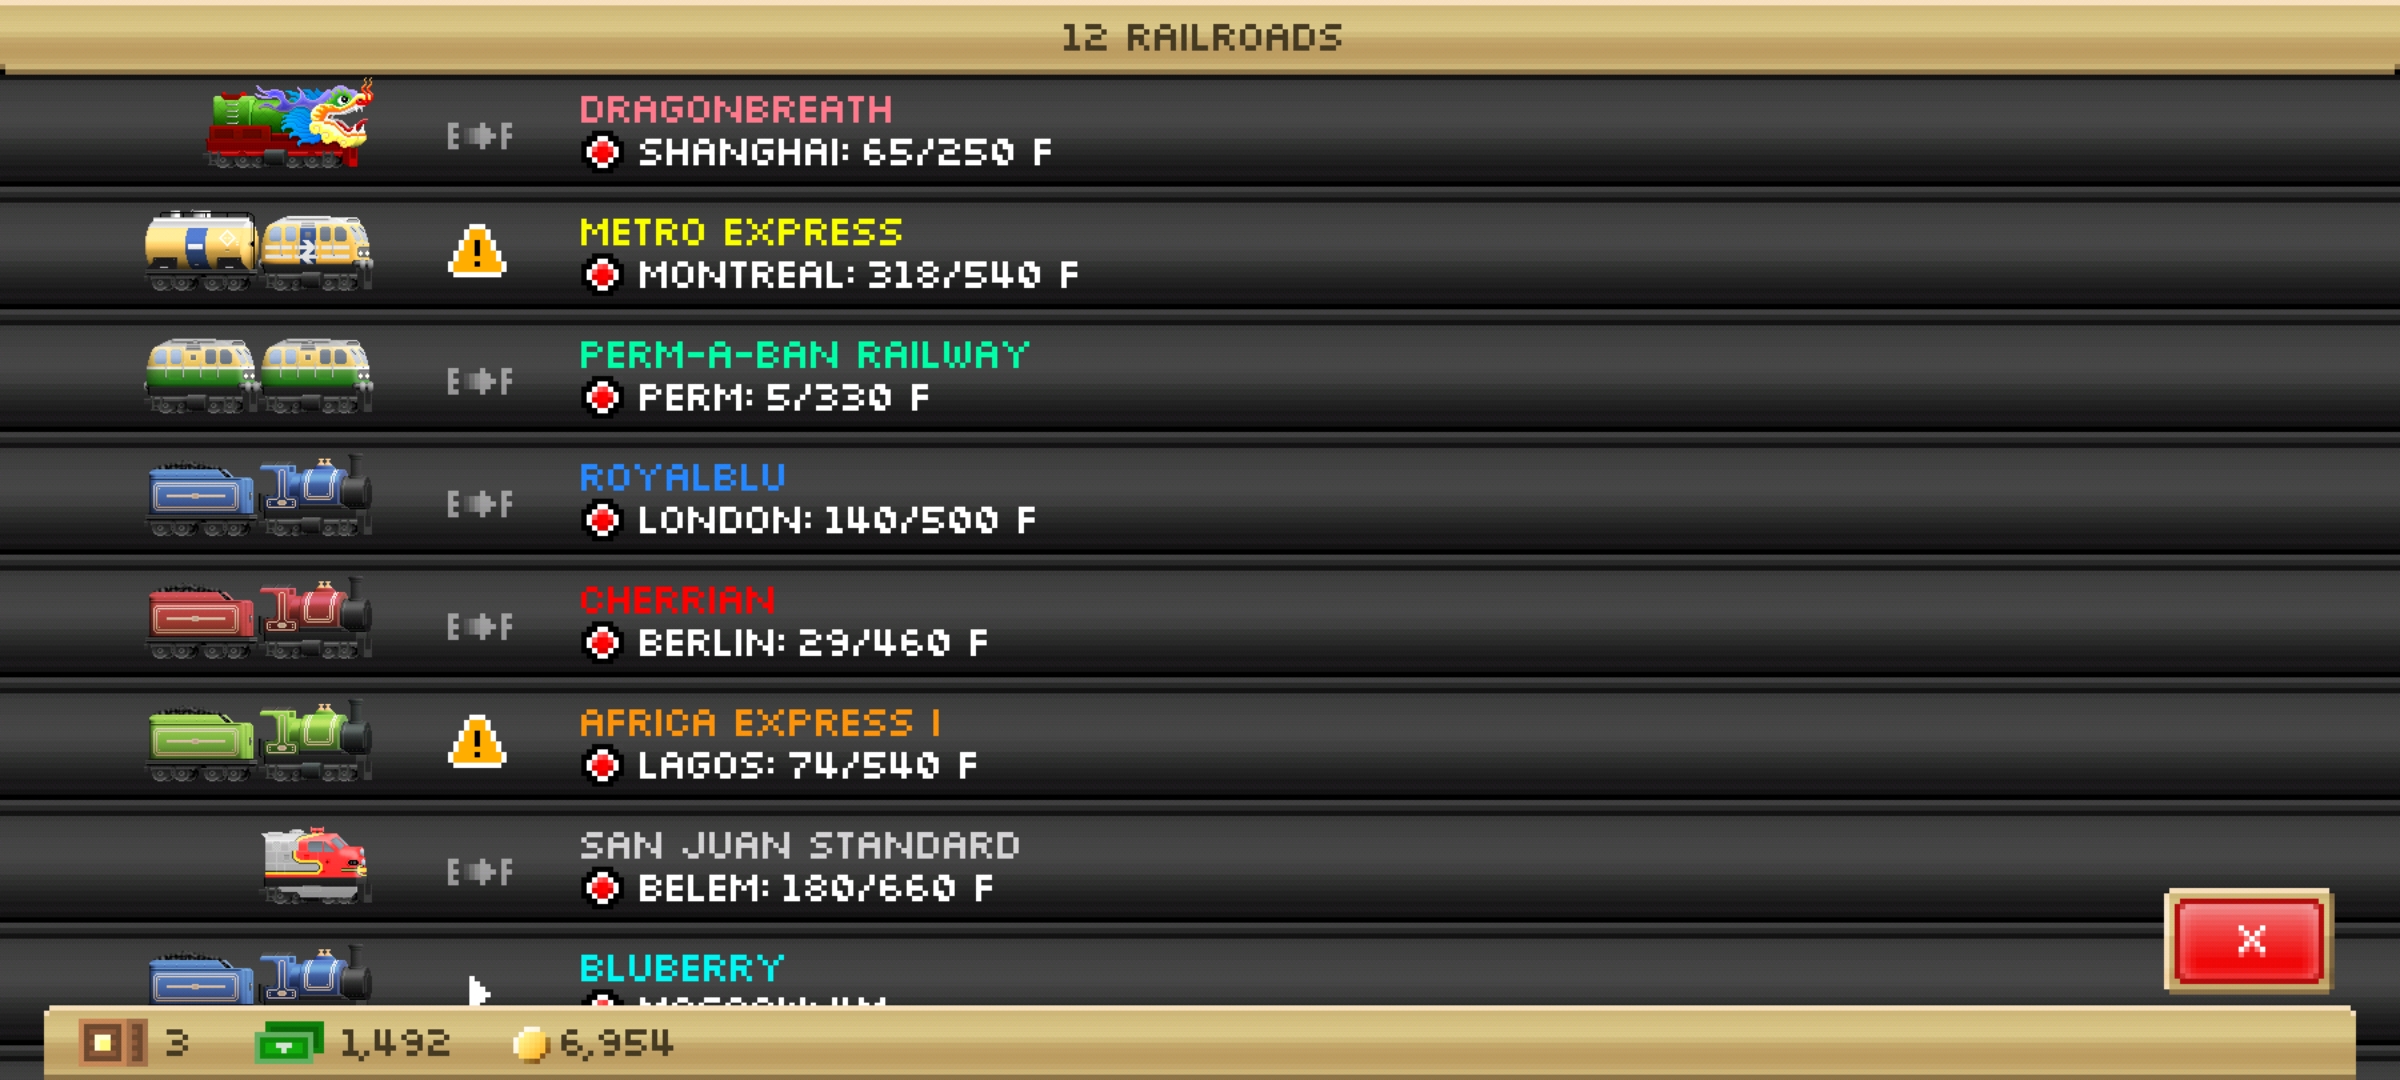 12 RAILROADS
DRAGONBREATH
E F
SHANGHAI: 65/250 F
METRO EXPRESS
MONTREAL: 318/540 F
PERM-A-BAN RAILWAY
E F
PERM: 5/330 F
ROYALBLU
E F
LONDON: 140/500 F
CHERRIAN
E F
BERLIN: 29/460 F
AFRICA EXPRESS I
LAGOS: 74/540 F
SAN JUAN STANDARD
E F
BELEM: 180/660 F
BLUBERRY
X
3 1,492 6,954